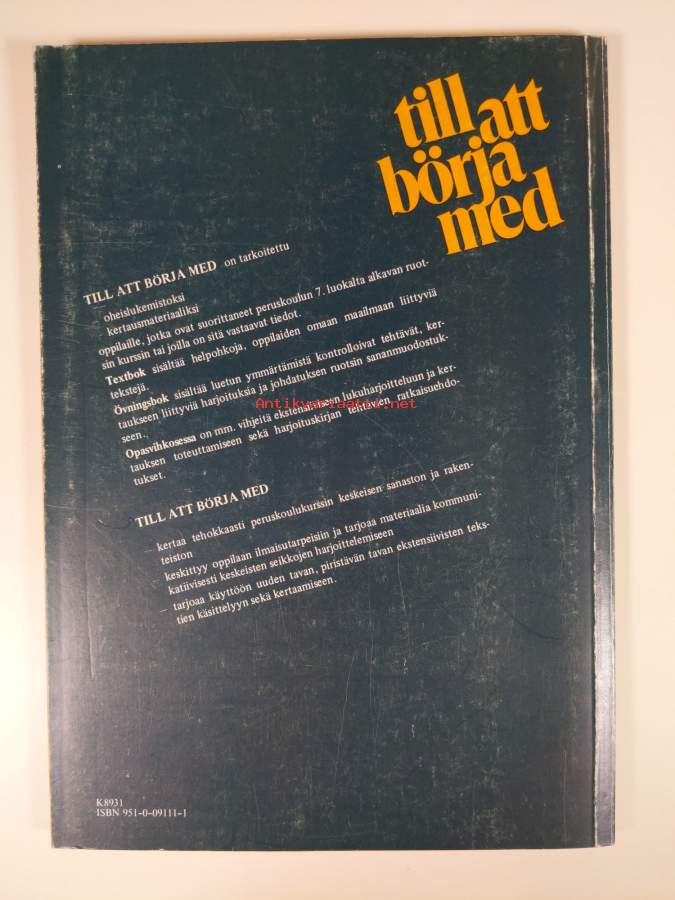 till att
börja
med
TILL ATT BÖRJA MED on tarkoitettu
– oheislukemistoksi
– kertausmateriaaliksi
oppilaille, jotka ovat suorittaneet peruskoulun 7. luokalta alkavan ruot-
sin kurssin tai joilla on sitä vastaavat tiedot.
Textbok sisältää helpohkoja, oppilaiden omaan maailmaan liittyviä
tekstejä.
Övningsbok sisältää luetun ymmärtämistä kontrolloivat tehtävät, ker-
taukseen liittyviä harjoituksia ja johdatuksen ruotsin sananmuodostuk-
seen.
Opasvihkosessa on mm. vihjeitä ekstensiiviseen lukuharjoitteluun ja ker-
tauksen toteuttamiseen sekä harjoituskirjan tehtävien ratkaisuehdo-
tukset.
Antikvariaatti.net
TILL ATT BÖRJA MED
– kertaa tehokkaasti peruskoulukurssin keskeisen sanaston ja raken-
teiston
– keskittyy oppilaan ilmaisutarpeisiin ja tarjoaa materiaalia kommuni-
katiivisesti keskeisten seikkojen harjoittelemiseen
– tarjoaa käyttöön uuden tavan, piristävän tavan ekstensiivisten teks-
tien käsittelyyn sekä kertaamiseen.
K8931
ISBN 951-0-09111-1